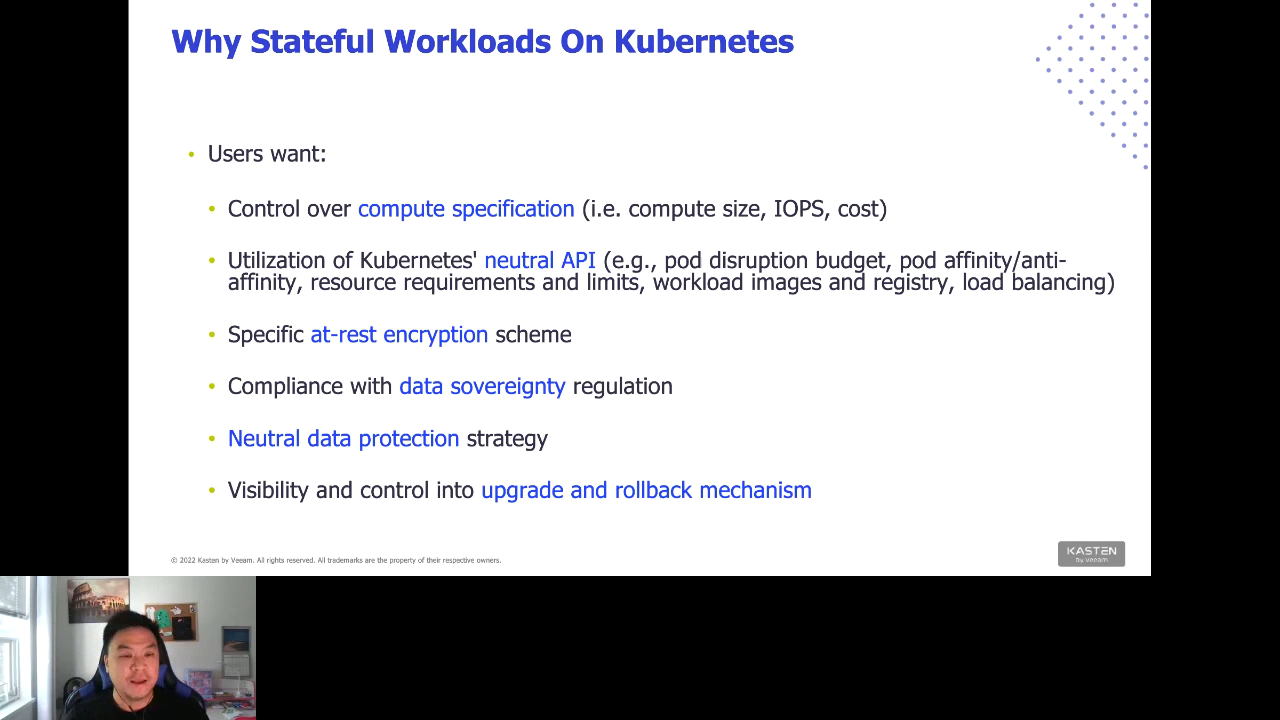 Why Stateful Workloads On Kubernetes
• Users want:
• Control over compute specification (i.e. compute size, IOPS, cost)
• Utilization of Kubernetes' neutral API (e.g., pod disruption budget, pod affinity/anti-
affinity, resource requirements and limits, workload images and registry, load balancing)
• Specific at-rest encryption scheme
• Compliance with data sovereignty regulation
• Neutral data protection strategy
• Visibility and control into upgrade and rollback mechanism
© 2022 Kasten by Veeam. All rights reserved. All trademarks are the property of their respective owners.
KASTEN
by veeam